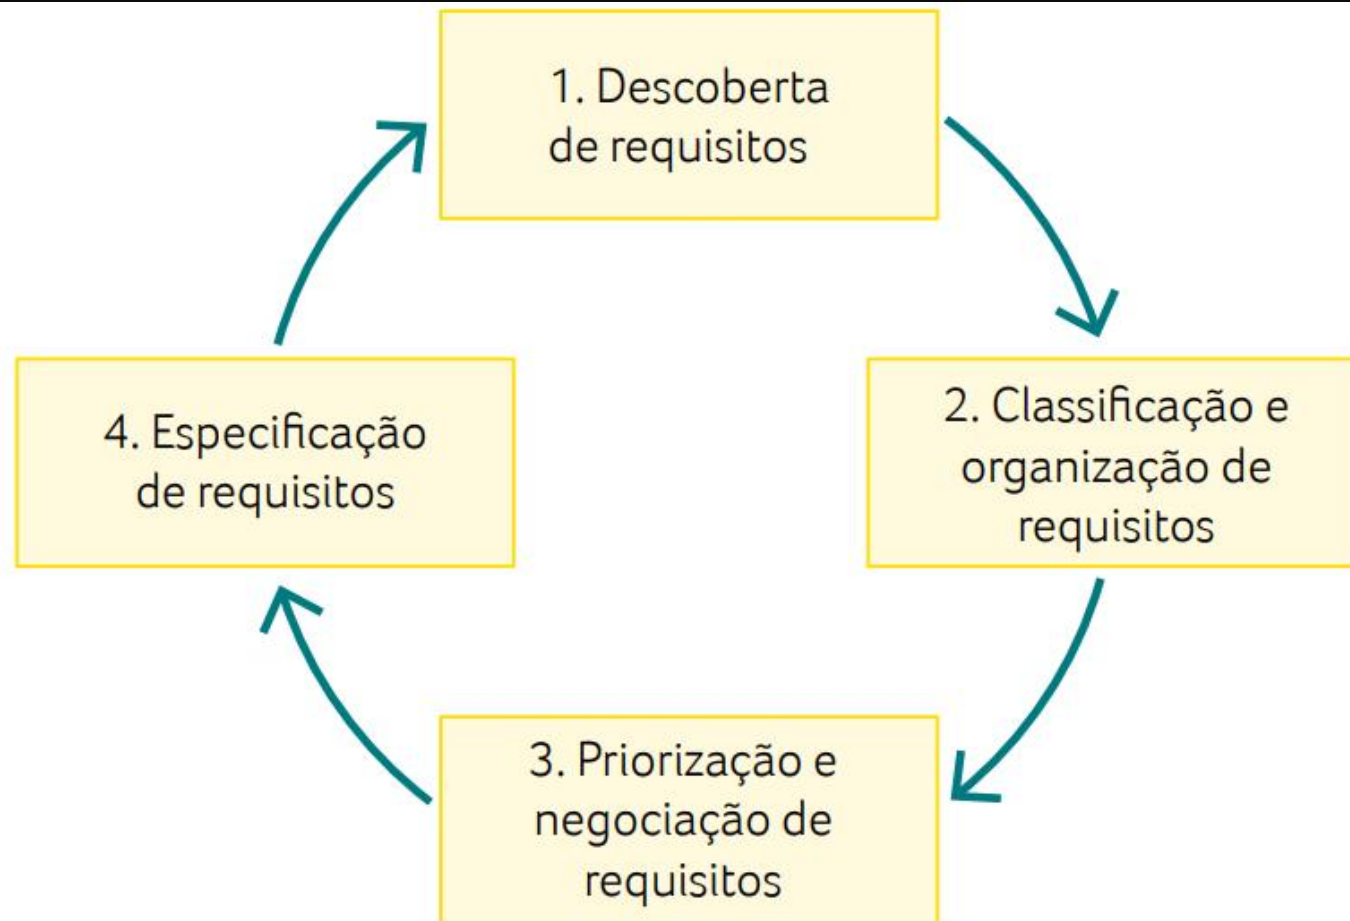 1. Descoberta
de requisitos
2. Classificação e
organização de
requisitos
3. Priorização e
negociação de
requisitos
4. Especificação
de requisitos